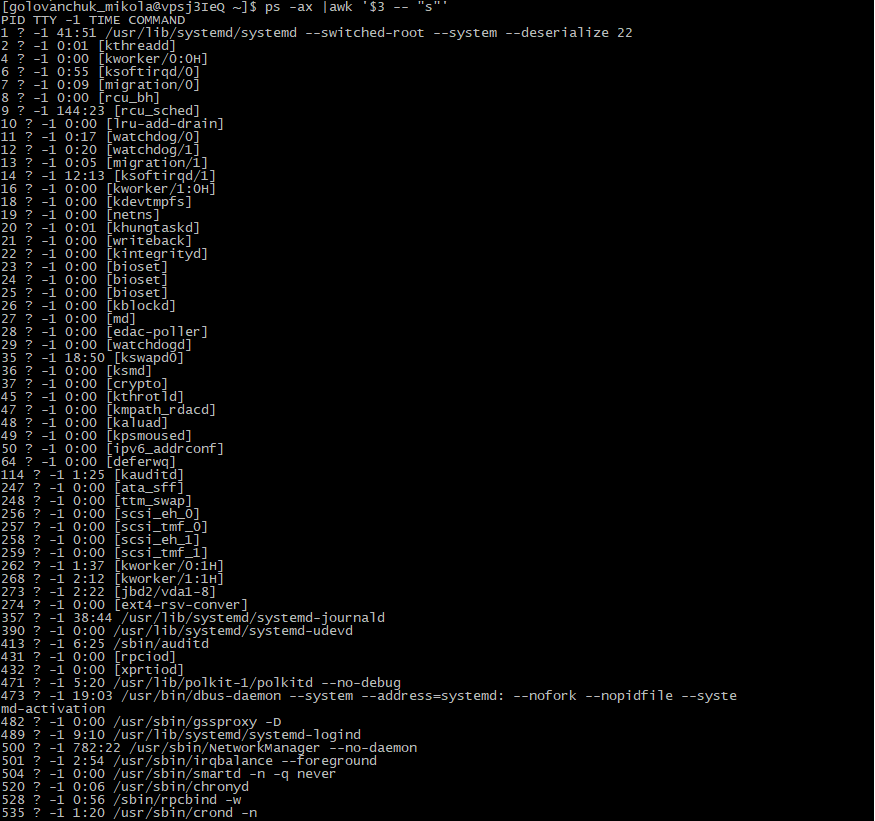 [golovanchuk_mikola@vpsj3IeQ ~]$ ps -ax |awk '$3 -- "s"'
PID TTY -1 TIME COMMAND
1 ? -1 41:51 /usr/lib/systemd/systemd --switched-root --system --deserialize 22
2 ? -1 0:01 [kthreadd]
4 ? -1 0:00 [kworker/0:0H]
6 ? -1 0:55 [ksoftirqd/0]
7 ? -1 0:09 [migration/0]
8 ? -1 0:00 [rcu_bh]
9 ? -1 144:23 [rcu_sched]
10 ? -1 0:00 [lru-add-drain]
11 ? -1 0:17 [watchdog/0]
12 ? -1 0:20 [watchdog/1]
13 ? -1 0:05 [migration/1]
14 ? -1 12:13 [ksoftirqd/1]
16 ? -1 0:00 [kworker/1:0H]
18 ? -1 0:00 [kdevtmpfs]
19 ? -1 0:00 [netns]
20 ? -1 0:01 [khungtaskd]
21 ? -1 0:00 [writeback]
22 ? -1 0:00 [kintegrityd]
23 ? -1 0:00 [bioset]
24 ? -1 0:00 [bioset]
25 ? -1 0:00 [bioset]
26 ? -1 0:00 [kblockd]
27 ? -1 0:00 [md]
28 ? -1 0:00 [edac-poller]
29 ? -1 0:00 [watchdogd]
35 ? -1 18:50 [kswapd0]
36 ? -1 0:00 [ksmd]
37 ? -1 0:00 [crypto]
45 ? -1 0:00 [kthrotld]
47 ? -1 0:00 [kmpath_rdacd]
48 ? -1 0:00 [kaluad]
49 ? -1 0:00 [kpsmoused]
50 ? -1 0:00 [ipv6_addrconf]
64 ? -1 0:00 [deferwq]
114 ? -1 1:25 [kauditd]
247 ? -1 0:00 [ata_sff]
248 ? -1 0:00 [ttm_swap]
256 ? -1 0:00 [scsi_eh_0]
257 ? -1 0:00 [scsi_tmf_0]
258 ? -1 0:00 [scsi_eh_1]
259 ? -1 0:00 [scsi_tmf_1]
262 ? -1 1:37 [kworker/0:1H]
268 ? -1 2:12 [kworker/1:1H]
273 ? -1 2:22 [jbd2/vda1-8]
274 ? -1 0:00 [ext4-rsv-conver]
357 ? -1 38:44 /usr/lib/systemd/systemd-journald
390 ? -1 0:00 /usr/lib/systemd/systemd-udevd
413 ? -1 6:25 /sbin/auditd
431 ? -1 0:00 [rpciod]
432 ? -1 0:00 [xprtiod]
471 ? -1 5:20 /usr/lib/polkit-1/polkitd --no-debug
473 ? -1 19:03 /usr/bin/dbus-daemon --system --address=systemd: --nofork --nopidfile --syste
md-activation
482 ? -1 0:00 /usr/sbin/gssproxy -D
489 ? -1 9:10 /usr/lib/systemd/systemd-logind
500 ? -1 782:22 /usr/sbin/NetworkManager --no-daemon
501 ? -1 2:54 /usr/sbin/irqbalance --foreground
504 ? -1 0:00 /usr/sbin/smartd -n -q never
520 ? -1 0:06 /usr/sbin/chronyd
528 ? -1 0:56 /sbin/rpcbind -w
535 ? -1 1:20 /usr/sbin/crond -n